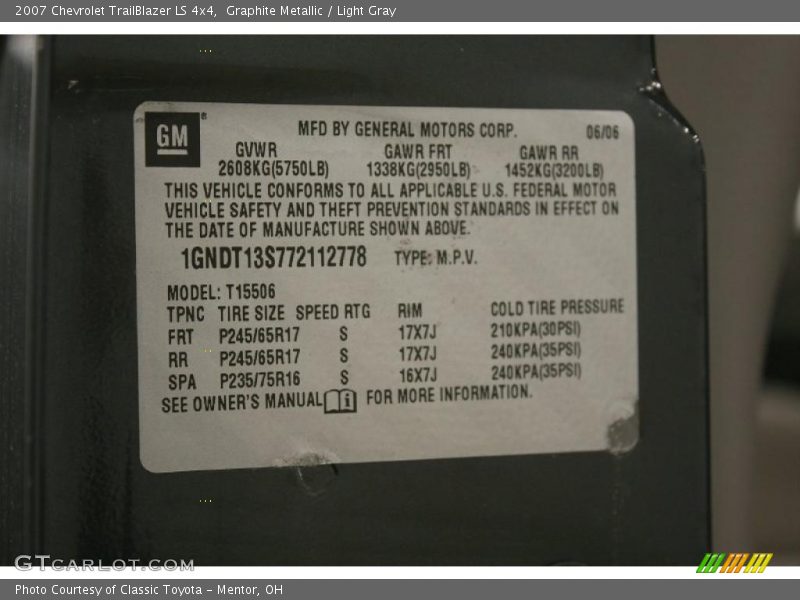 2007 Chevrolet TrailBlazer LS 4x4, Graphite Metallic / Light Gray
GM ®
MFD BY GENERAL MOTORS CORP. 06/06
GVWR GAWR FRT GAWR RR
2608KG(5750LB) 1338KG(2950LB) 1452KG(3200LB)
THIS VEHICLE CONFORMS TO ALL APPLICABLE U.S. FEDERAL MOTOR
VEHICLE SAFETY AND THEFT PREVENTION STANDARDS IN EFFECT ON
THE DATE OF MANUFACTURE SHOWN ABOVE.
1GNDT13S772112778 TYPE: M.P.V.
MODEL: T15506
TPNC TIRE SIZE SPEED RTG RIM COLD TIRE PRESSURE
FRT P245/65R17 S 17X7J 210KPA(30PSI)
RR P245/65R17 S 17X7J 240KPA(35PSI)
SPA P235/75R16 S 16X7J 240KPA(35PSI)
SEE OWNER'S MANUAL i FOR MORE INFORMATION.
GTcarlot.com
Photo Courtesy of Classic Toyota - Mentor, OH